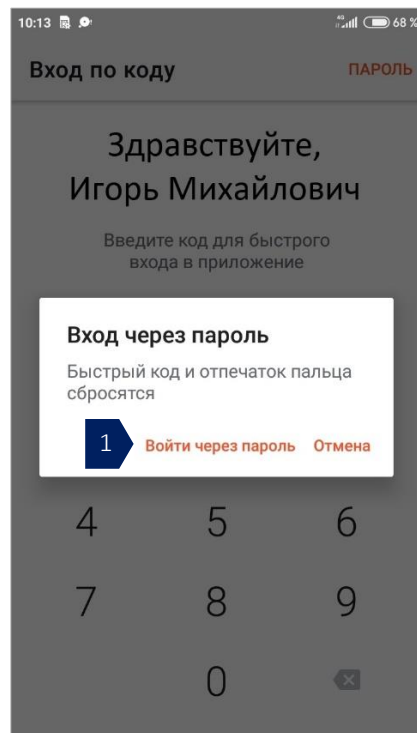 10:13 4G 68 %
Вход по коду ПАРОЛЬ
Здравствуйте,
Игорь Михайлович
Введите код для быстрого
входа в приложение
Вход через пароль
Быстрый код и отпечаток пальца
сбросятся
1 Войти через пароль Отмена
4 5 6
7 8 9
0